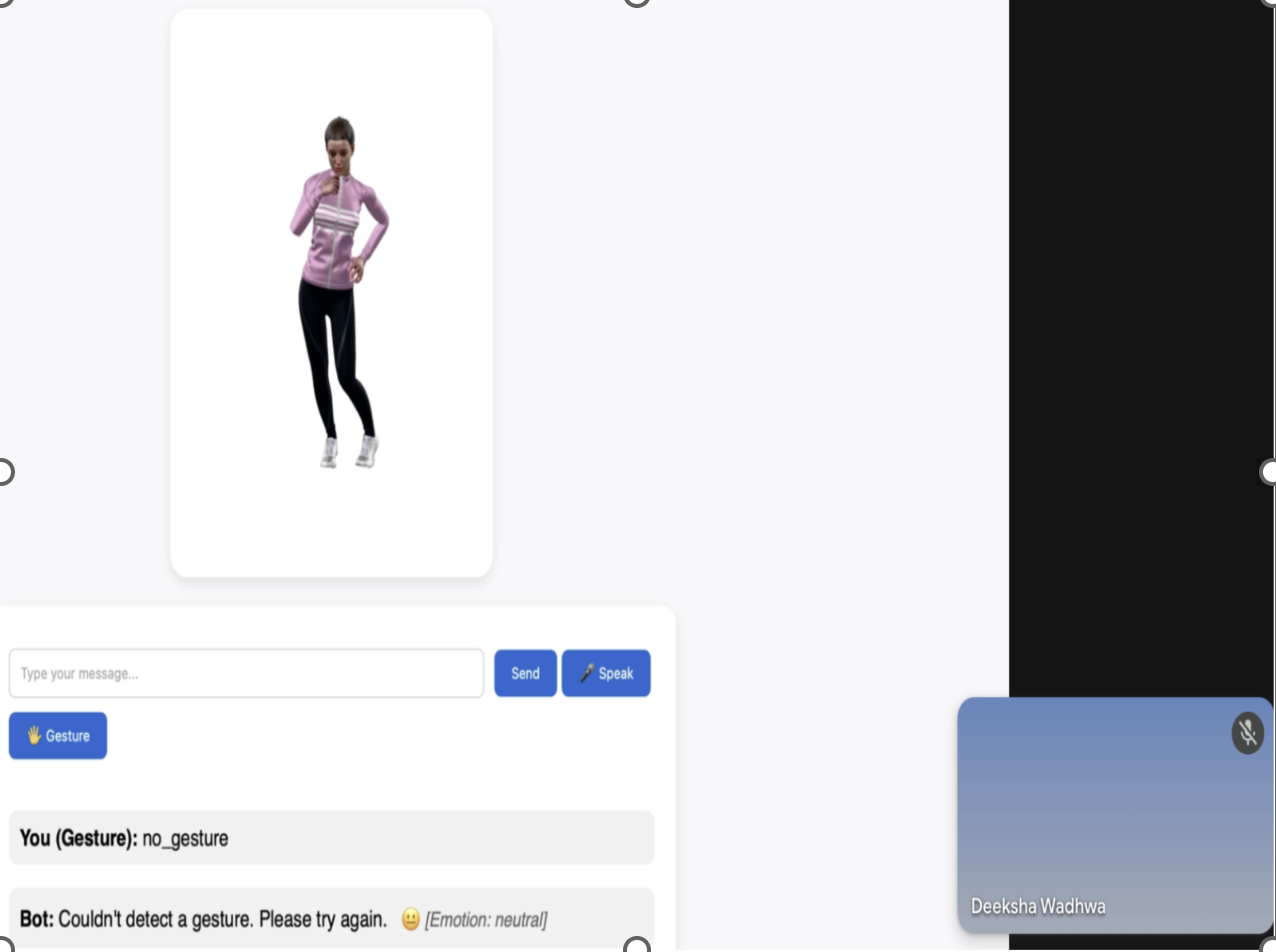 Type your message...
Send
🎤 Speak
🖐 Gesture
You (Gesture): no_gesture
Bot: Couldn't detect a gesture. Please try again. 😐 [Emotion: neutral]
Deeksha Wadhwa